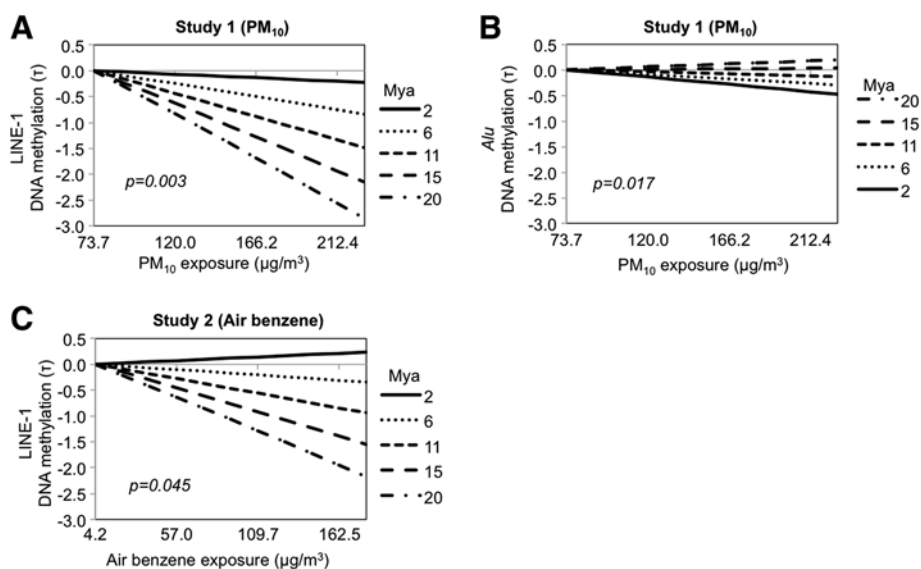 A
Study 1 (PM10)
LINE-1
DNA methylation (τ)
0.5
0.0
-0.5
-1.0
-1.5
-2.0
-2.5
-3.0
p=0.003
73.7 120.0 166.2 212.4
PM10 exposure (µg/m³)
Mya
2
6
11
15
20
B
Study 1 (PM10)
Alu
DNA methylation (τ)
0.5
0.0
-0.5
-1.0
-1.5
-2.0
-2.5
-3.0
p=0.017
73.7 120.0 166.2 212.4
PM10 exposure (µg/m³)
Mya
20
15
11
6
2
C
Study 2 (Air benzene)
LINE-1
DNA methylation (τ)
0.5
0.0
-0.5
-1.0
-1.5
-2.0
-2.5
-3.0
p=0.045
4.2 57.0 109.7 162.5
Air benzene exposure (µg/m³)
Mya
2
6
11
15
20